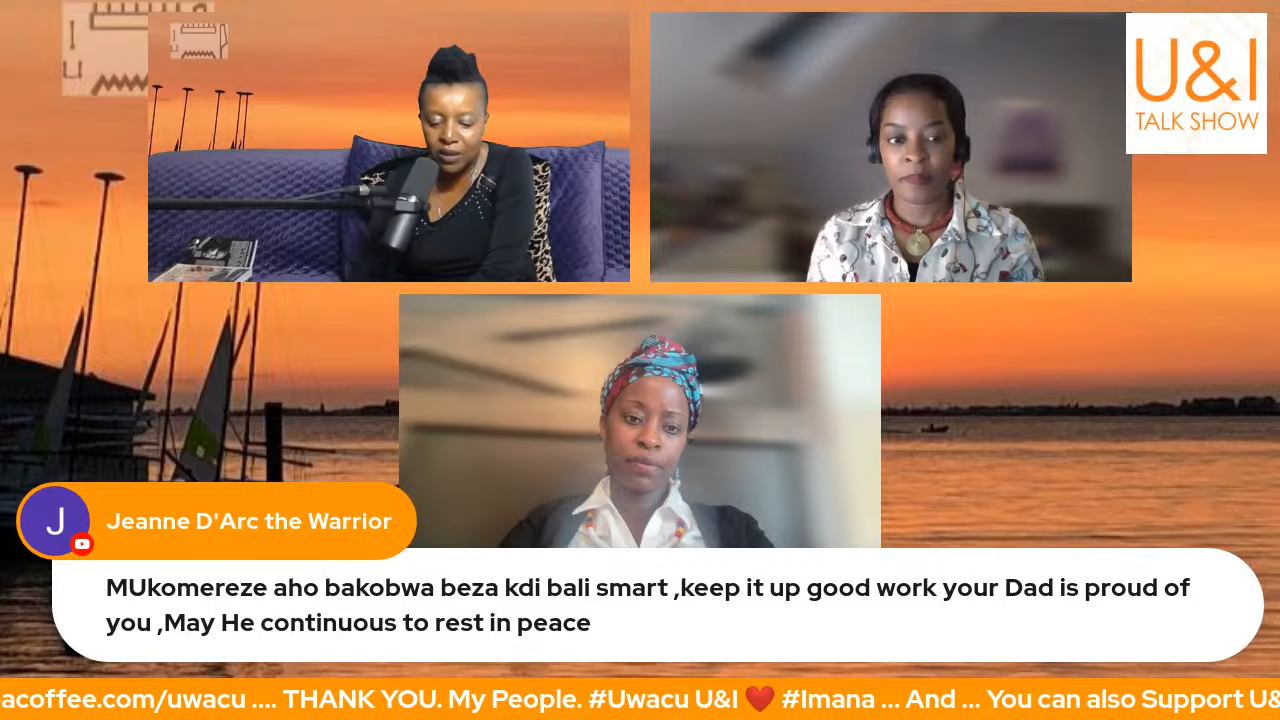 U&I
TALK SHOW
J
Jeanne D'Arc the Warrior
MUkomereze aho bakobwa beza kdi bali smart ,keep it up good work your Dad is proud of
you ,May He continuous to rest in peace
acoffee.com/uwacu .... THANK YOU. My People. #Uwacu U&I ❤️ #Imana ... And ... You can also Support U&